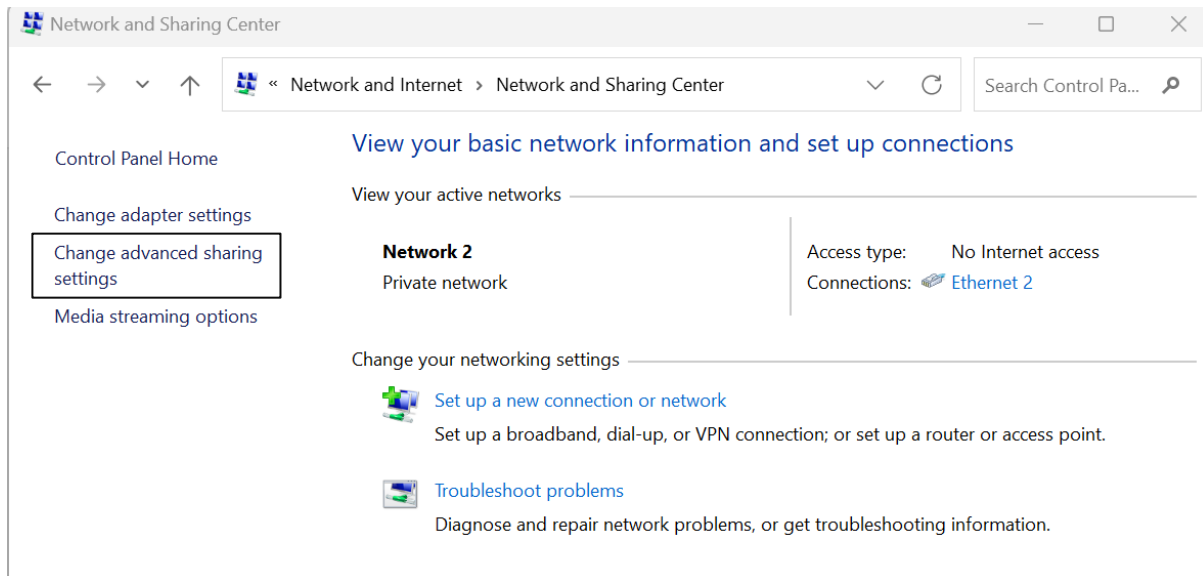 Network and Sharing Center
« Network and Internet > Network and Sharing Center
Search Control Pa...
Control Panel Home
Change adapter settings
Change advanced sharing
settings
Media streaming options
View your basic network information and set up connections
View your active networks
Network 2
Private network
Access type: No Internet access
Connections: Ethernet 2
Change your networking settings
Set up a new connection or network
Set up a broadband, dial-up, or VPN connection; or set up a router or access point.
Troubleshoot problems
Diagnose and repair network problems, or get troubleshooting information.